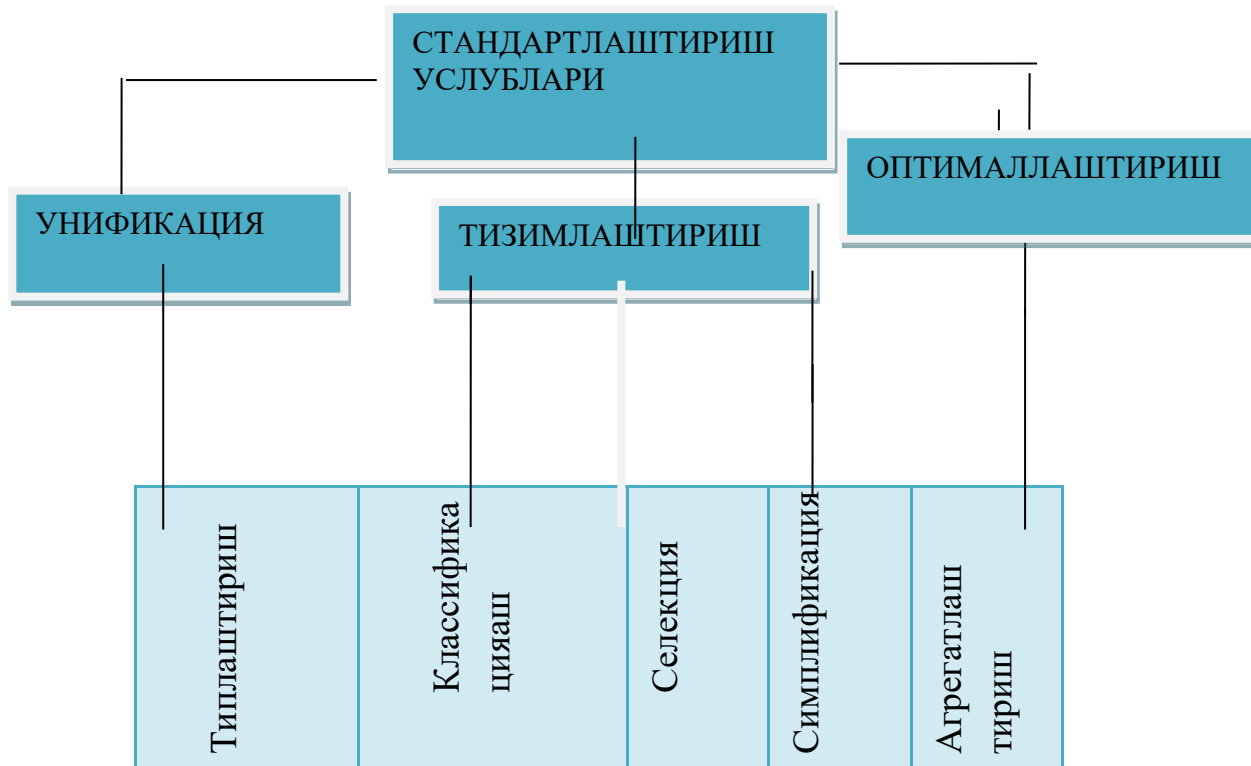 СТАНДАРТЛАШТИРИШ
УСЛУБЛАРИ
УНИФИКАЦИЯ
ТИЗИМЛАШТИРИШ
ОПТИМАЛЛАШТИРИШ
Типлаштириш
Классифика
цияаш
Селекция
Симплификация
Агрегатлаш
тириш